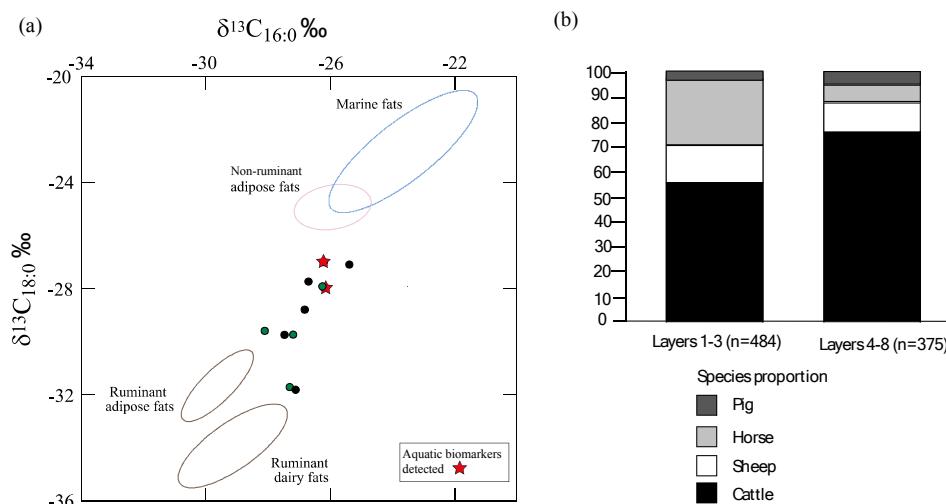 (a)
δ¹³C₁₆:₀ ‰
-34
-30
-26
-22
-20
-24
-28
-32
-36
δ¹³C₁₈:₀ ‰
Marine fats
Non-ruminant
adipose fats
Ruminant
adipose fats
Ruminant
dairy fats
Aquatic biomarkers
detected
(b)
100
90
80
70
60
50
40
30
20
10
0
Layers 1-3 (n=484)
Layers 4-8 (n=375)
Species proportion
Pig
Horse
Sheep
Cattle